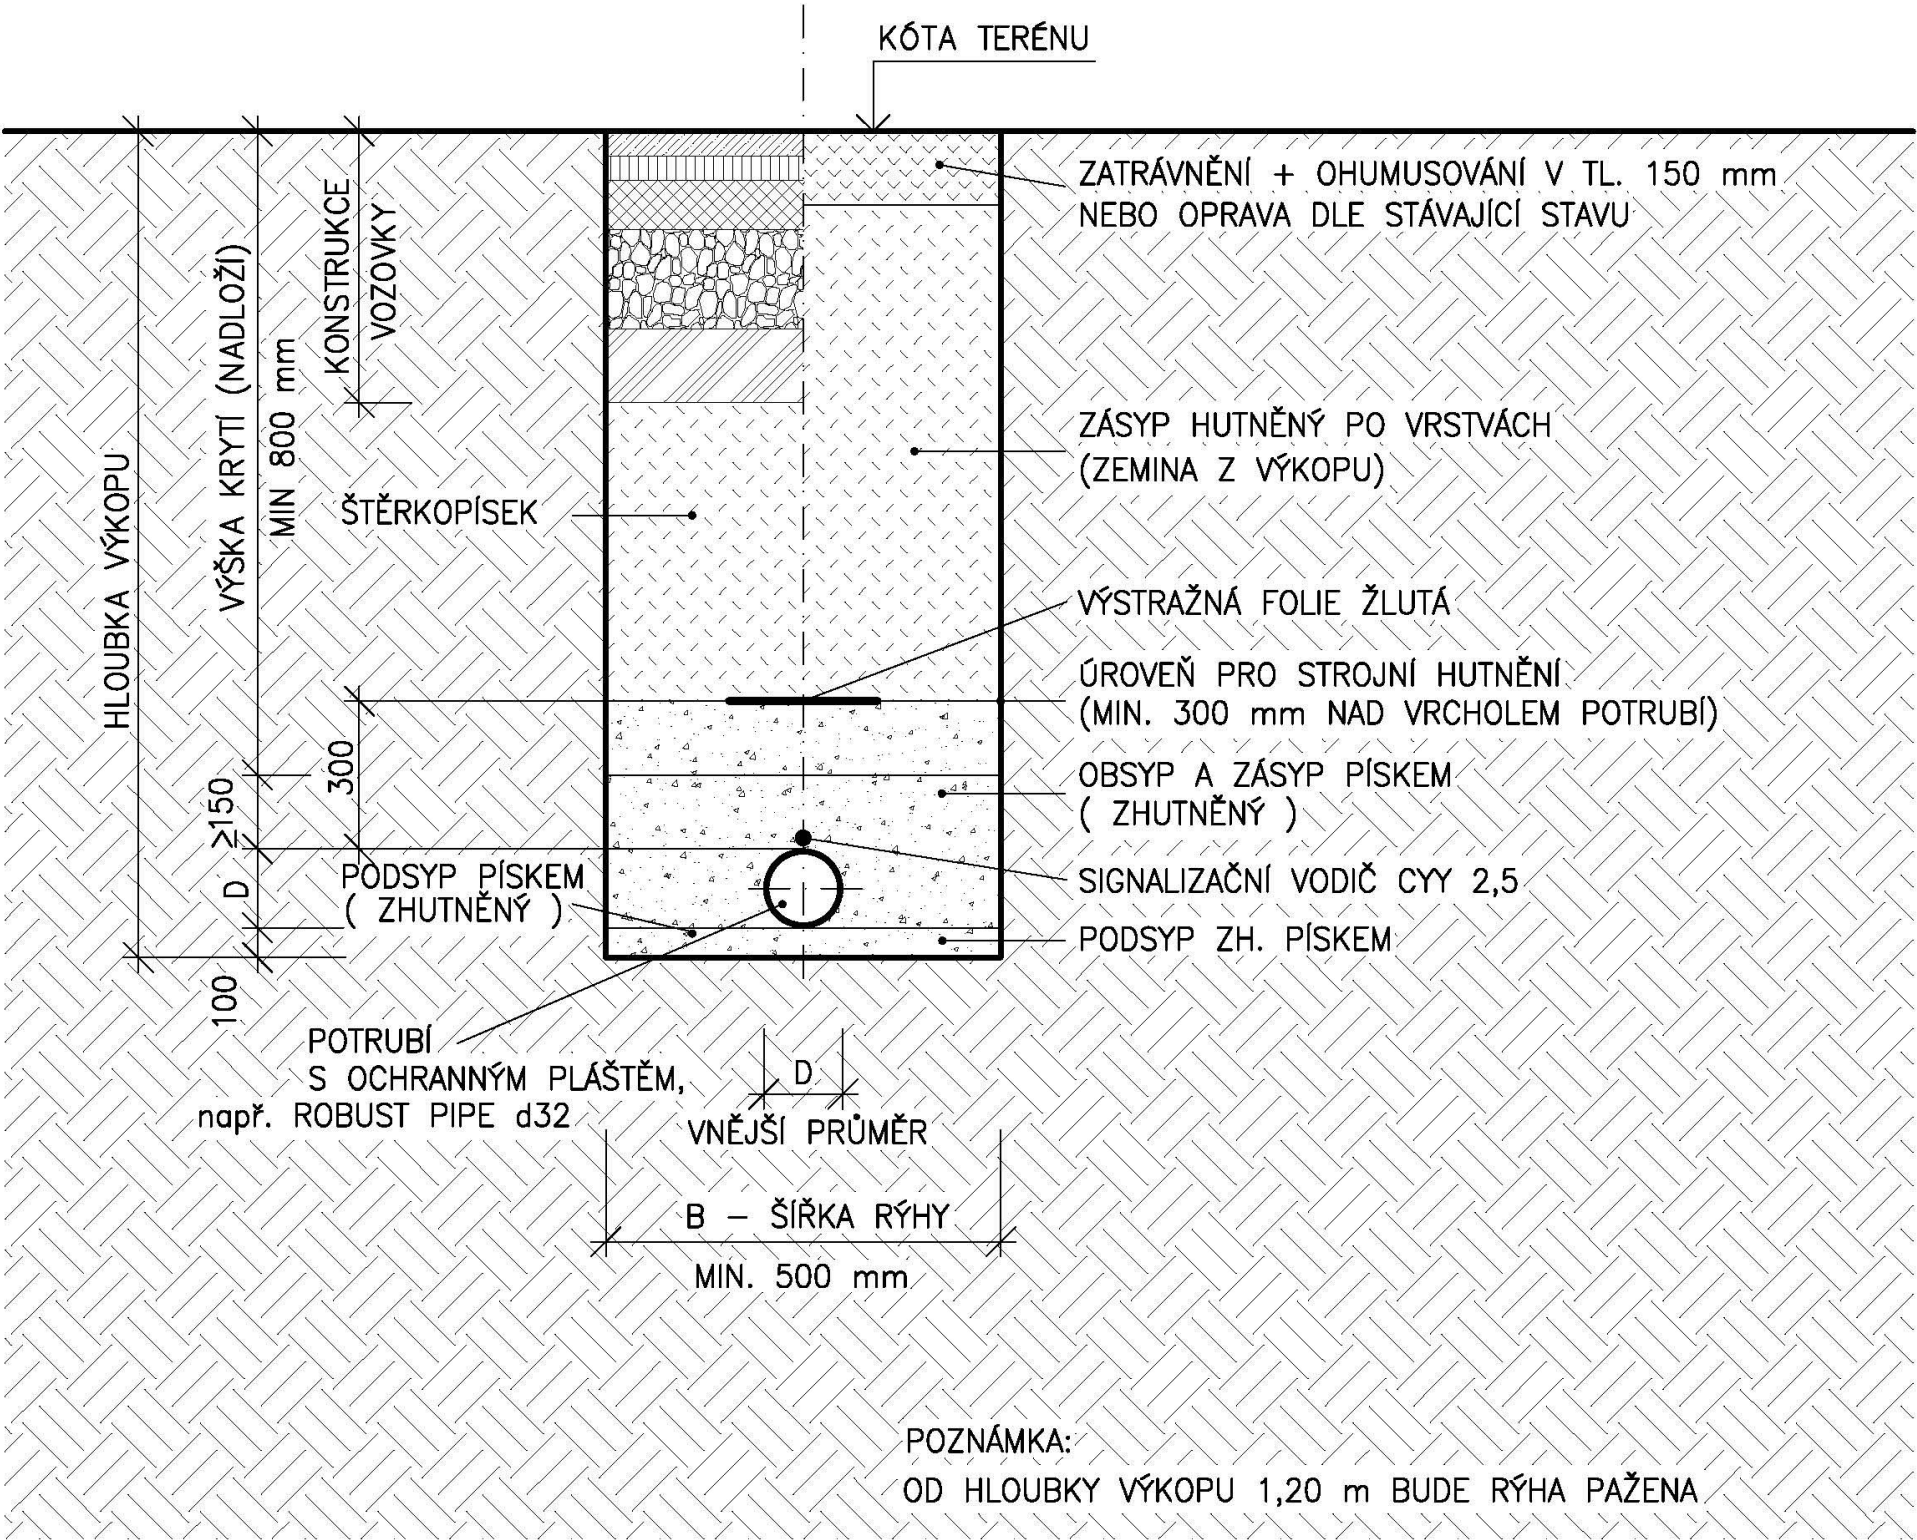 KÓTA TERÉNU
ZATRÁVNĚNÍ + OHUMUSOVÁNÍ V TL. 150 mm
NEBO OPRAVA DLE STÁVAJÍCÍ STAVU
KONSTRUKCE
VOZOVKY
VÝŠKA KRYTÍ (NADLOŽÍ)
MIN 800 mm
HLOUBKA VÝKOPU
ZÁSYP HUTNĚNÝ PO VRSTVÁCH
(ZEMINA Z VÝKOPU)
ŠTĚRKOPÍSEK
VÝSTRAŽNÁ FOLIE ŽLUTÁ
ÚROVEŇ PRO STROJNÍ HUTNĚNÍ
(MIN. 300 mm NAD VRCHOLEM POTRUBÍ)
300
≥150
OBSYP A ZÁSYP PÍSKEM
( ZHUTNĚNÝ )
D
PODSYP PÍSKEM
( ZHUTNĚNÝ )
SIGNALIZAČNÍ VODIČ CYY 2,5
PODSYP ZH. PÍSKEM
100
POTRUBÍ
S OCHRANNÝM PLÁŠTĚM,
např. ROBUST PIPE d32
D
VNĚJŠÍ PRŮMĚR
B – ŠÍŘKA RÝHY
MIN. 500 mm
POZNÁMKA:
OD HLOUBKY VÝKOPU 1,20 m BUDE RÝHA PAŽENA